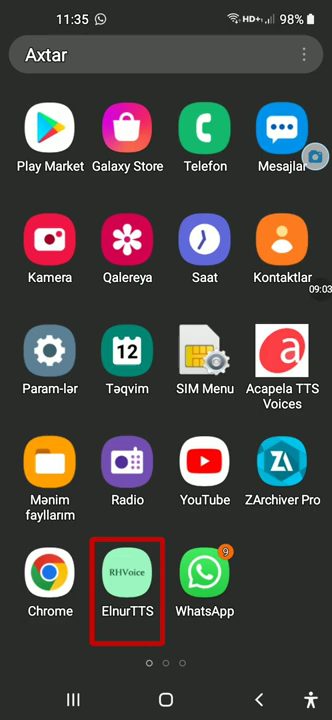 11:35
HD+
98%
Axtar
Play Market
Galaxy Store
Telefon
Mesajlar
Kamera
Qalereya
Saat
Kontaktlar
09:03
12
a
Param-lər
Təqvim
SIM Menu
Acapela TTS
Voices
ZA
Mənim
fayllarım
Radio
YouTube
ZArchiver Pro
RHVoice
9
Chrome
ElnurTTS
WhatsApp